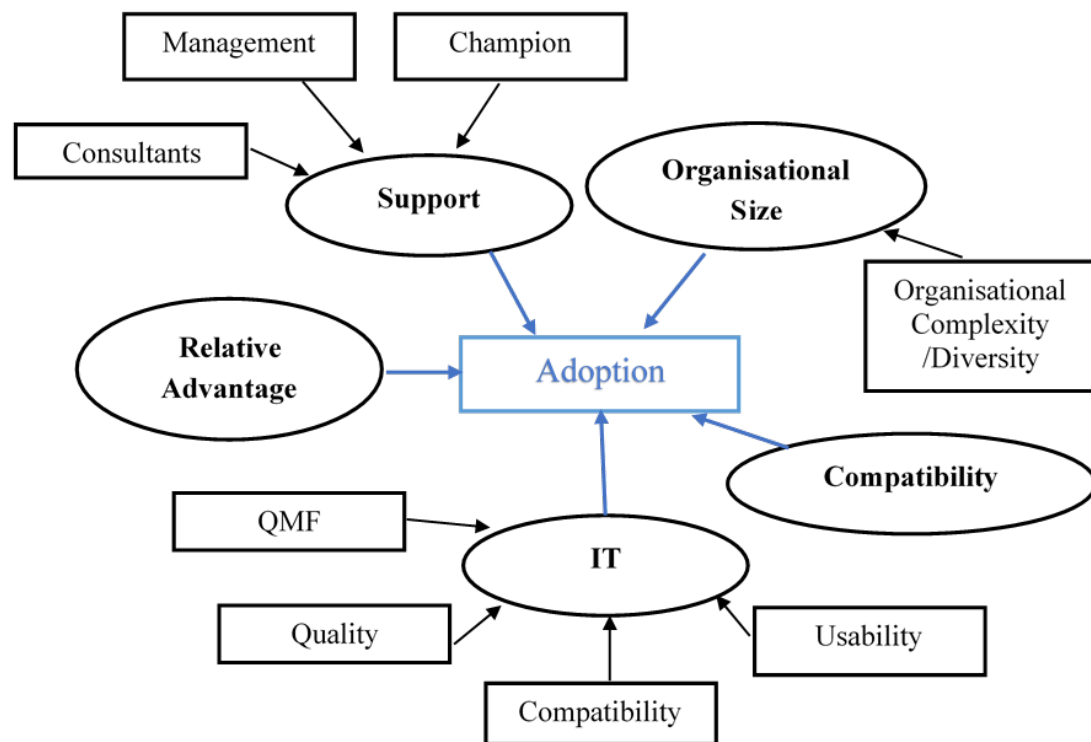 Management
Champion
Consultants
Support
Organisational
Size
Organisational
Complexity
/Diversity
Relative
Advantage
Adoption
Compatibility
QMF
IT
Quality
Usability
Compatibility